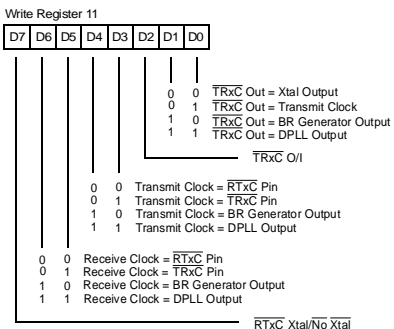 Write Register 11
D7 D6 D5 D4 D3 D2 D1 D0
0 0 TRxC Out = Xtal Output
0 1 TRxC Out = Transmit Clock
1 0 TRxC Out = BR Generator Output
1 1 TRxC Out = DPLL Output
TRxC O/I
0 0 Transmit Clock = RTxC Pin
0 1 Transmit Clock = TRxC Pin
1 0 Transmit Clock = BR Generator Output
1 1 Transmit Clock = DPLL Output
0 0 Receive Clock = RTxC Pin
0 1 Receive Clock = TRxC Pin
1 0 Receive Clock = BR Generator Output
1 1 Receive Clock = DPLL Output
RTxC Xtal/No Xtal